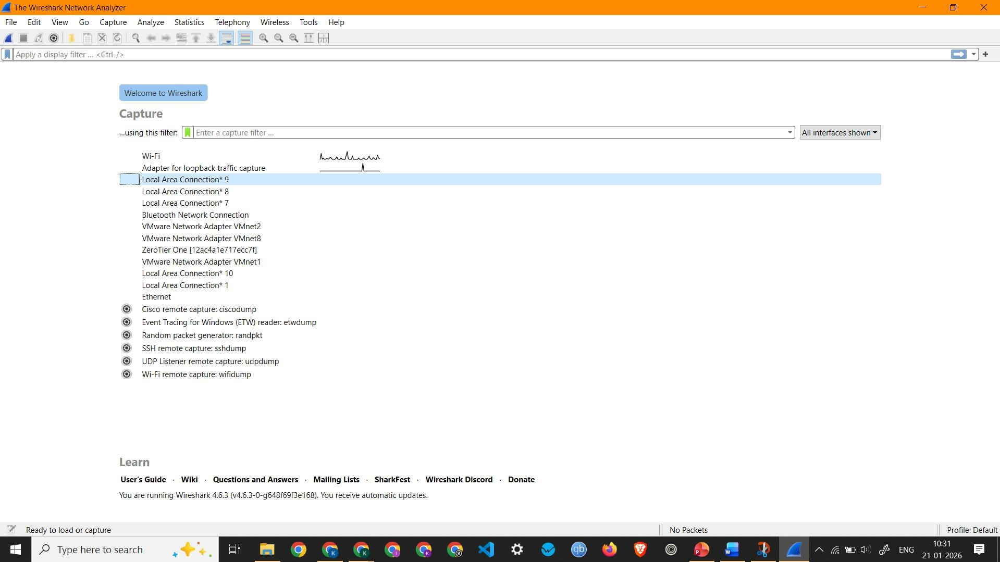 The Wireshark Network Analyzer
File Edit View Go Capture Analyze Statistics Telephony Wireless Tools Help
Apply a display filter ... <Ctrl-/>
Welcome to Wireshark
Capture
...using this filter: Enter a capture filter ... All interfaces shown
Wi-Fi
Adapter for loopback traffic capture
Local Area Connection* 9
Local Area Connection* 8
Local Area Connection* 7
Bluetooth Network Connection
VMware Network Adapter VMnet2
VMware Network Adapter VMnet8
ZeroTier One [12ac4a1e717ecc7f]
VMware Network Adapter VMnet1
Local Area Connection* 10
Local Area Connection* 1
Ethernet
Cisco remote capture: ciscodump
Event Tracing for Windows (ETW) reader: etwdump
Random packet generator: randpkt
SSH remote capture: sshdump
UDP Listener remote capture: udpdump
Wi-Fi remote capture: wifidump
Learn
User's Guide · Wiki · Questions and Answers · Mailing Lists · SharkFest · Wireshark Discord · Donate
You are running Wireshark 4.6.3 (v4.6.3-0-g648f69f3e168). You receive automatic updates.
Ready to load or capture No Packets Profile: Default
Type here to search K K I K qb P W ENG 10:31
21-01-2026